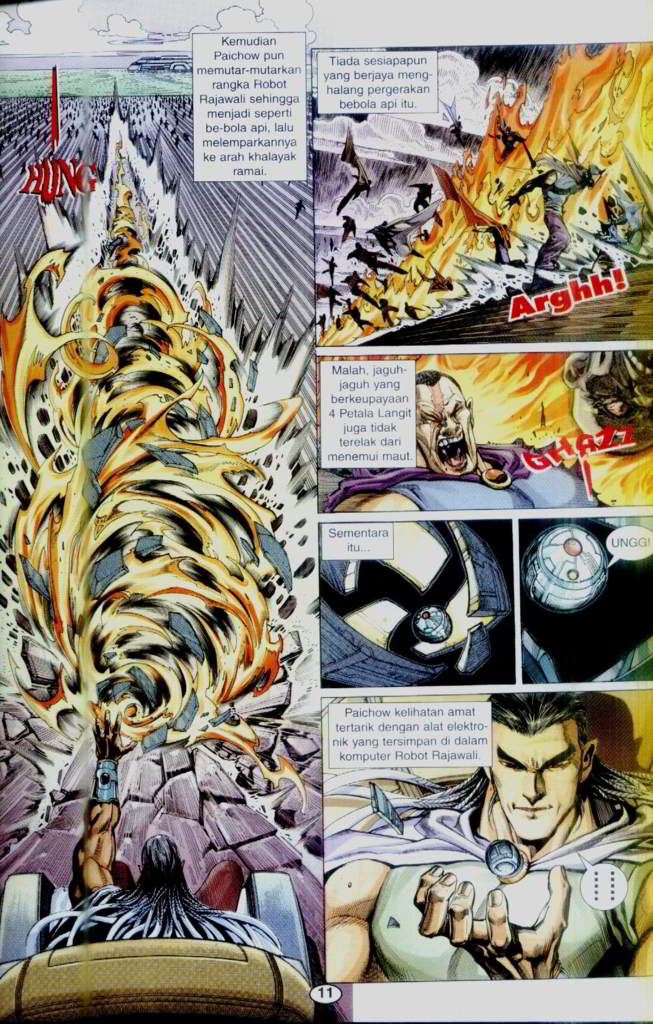 Kemudian
Paichow pun
memutar-mutarkan
rangka Robot
Rajawali sehingga
menjadi seperti
be-bola api, lalu
melemparkannya
ke arah khalayak
ramai.
HUNG
Tiada sesiapapun
yang berjaya meng-
halang pergerakan
bebola api itu.
Arghh!
Malah, jaguh-
jaguh yang
berkeupayaan
4 Petala Langit
juga tidak
terelak dari
menemui maut.
GHAZZ
Sementara
itu...
UNGG!
Paichow kelihatan amat
tertarik dengan alat elektro-
nik yang tersimpan di dalam
komputer Robot Rajawali.
11